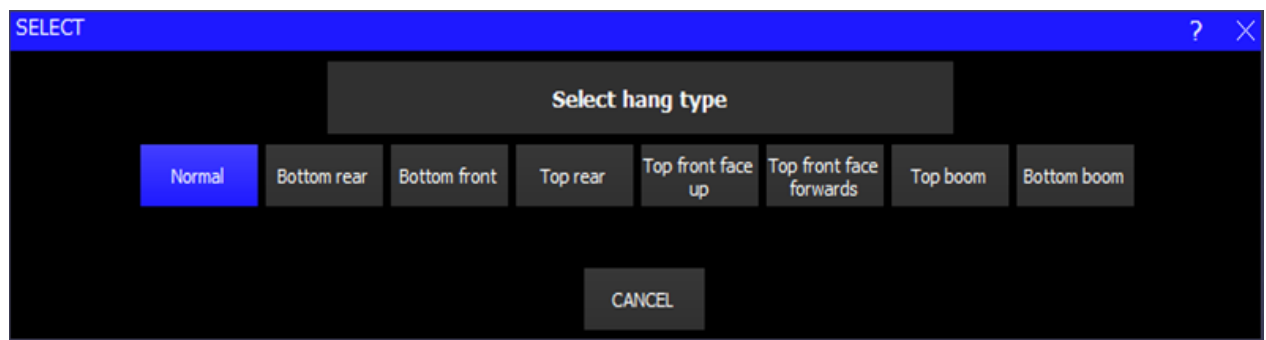 SELECT ?
Select hang type
Normal Bottom rear Bottom front Top rear Top front face up Top front face forwards Top boom Bottom boom
CANCEL